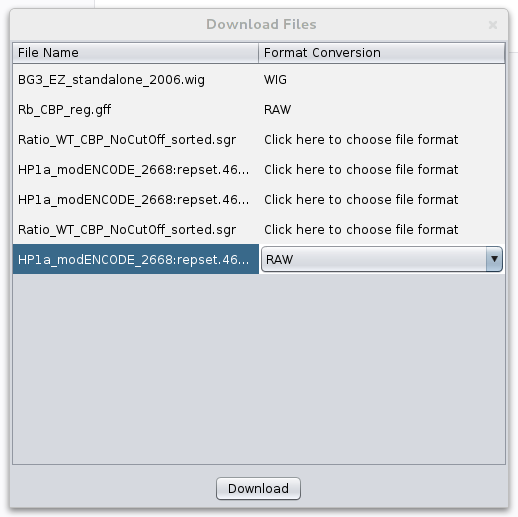 Download Files
File Name Format Conversion
BG3_EZ_standalone_2006.wig WIG
Rb_CBP_reg.gff RAW
Ratio_WT_CBP_NoCutOff_sorted.sgr Click here to choose file format
HP1a_modENCODE_2668:repset.46... Click here to choose file format
HP1a_modENCODE_2668:repset.46... Click here to choose file format
Ratio_WT_CBP_NoCutOff_sorted.sgr Click here to choose file format
HP1a_modENCODE_2668:repset.46... RAW
Download